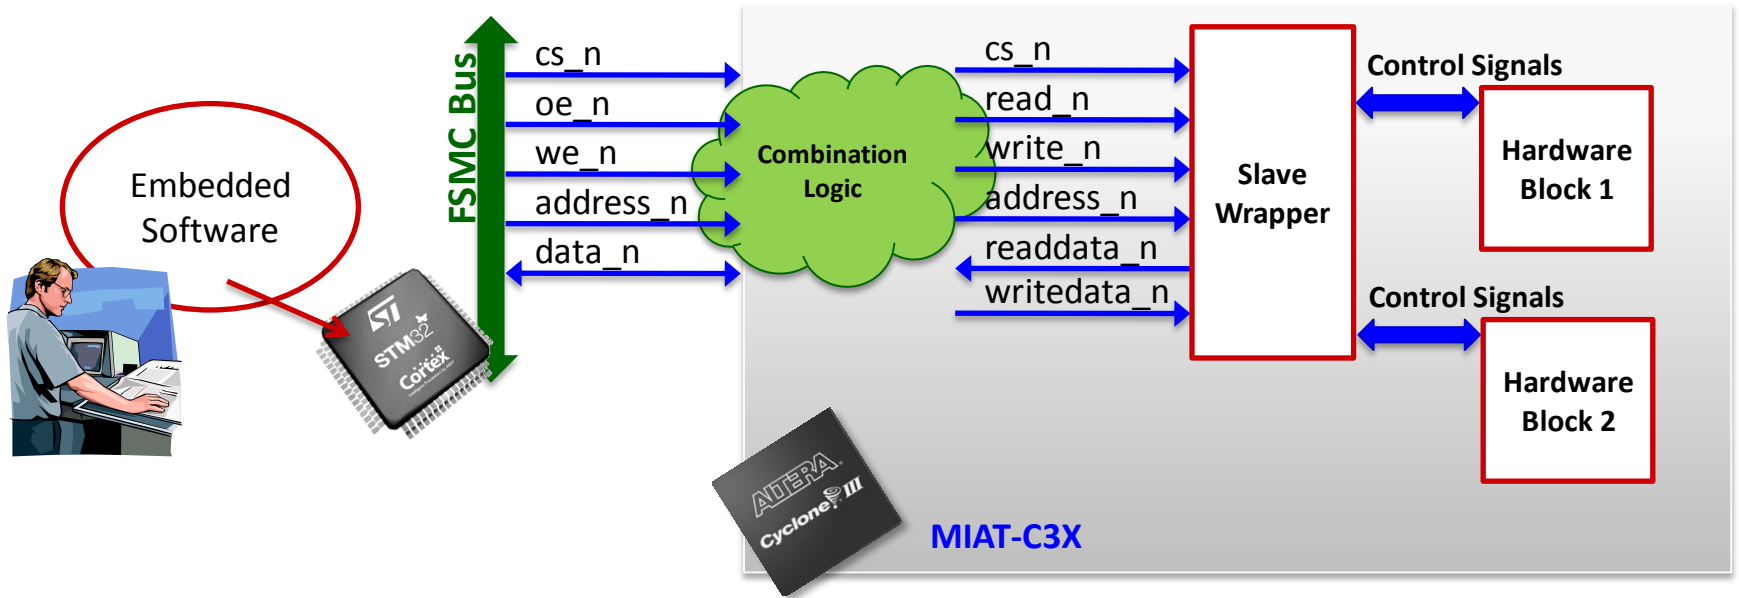 Embedded
Software
STM32
Cortex
FSMC Bus
cs_n
oe_n
we_n
address_n
data_n
Combination
Logic
cs_n
read_n
write_n
address_n
readdata_n
writedata_n
Slave
Wrapper
Control Signals
Hardware
Block 1
Control Signals
Hardware
Block 2
ALTERA
Cyclone III
MIAT-C3X